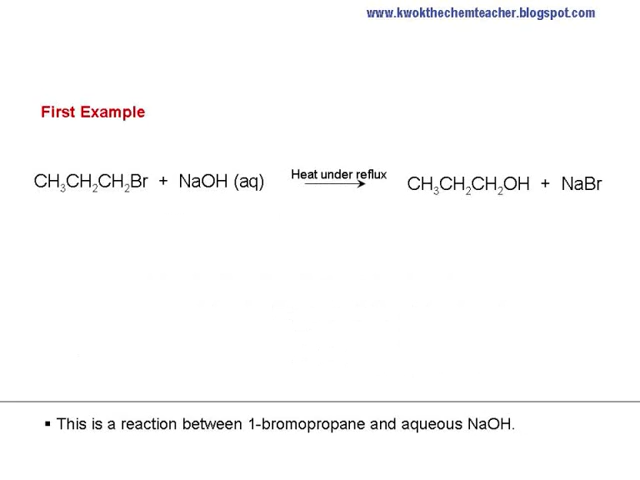 www.kwokthechemteacher.blogspot.com
First Example
CH₃CH₂CH₂Br + NaOH (aq) Heat under reflux CH₃CH₂CH₂OH + NaBr
▪ This is a reaction between 1-bromopropane and aqueous NaOH.